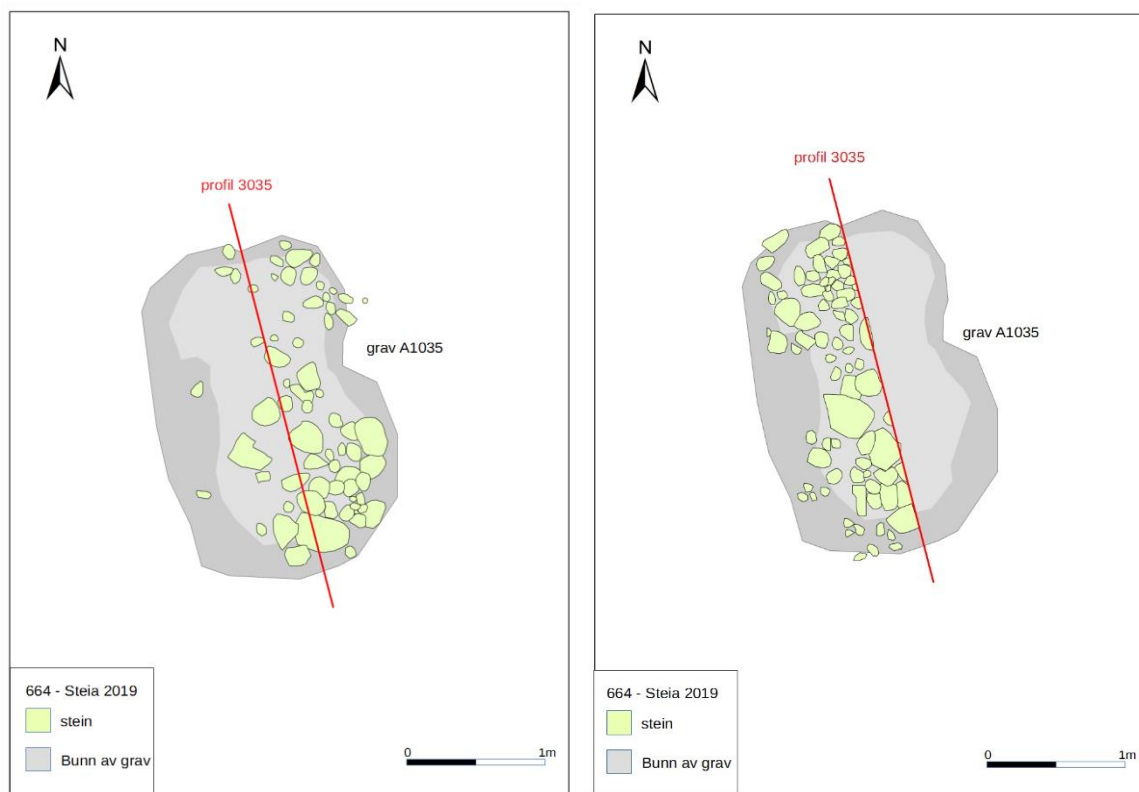 N
profil 3035
grav A1035
664 - Steia 2019
stein
Bunn av grav
0 1m
N
profil 3035
grav A1035
664 - Steia 2019
stein
Bunn av grav
0 1m